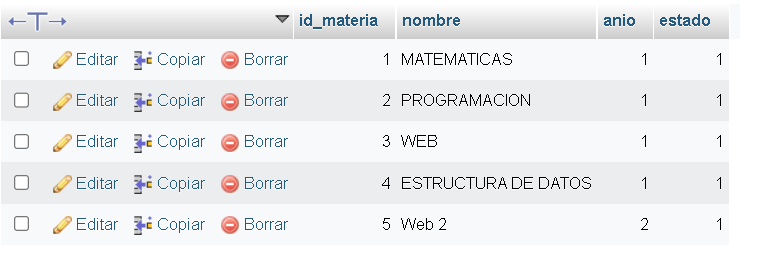 id_materia nombre anio estado
Editar Copiar Borrar 1 MATEMATICAS 1 1
Editar Copiar Borrar 2 PROGRAMACION 1 1
Editar Copiar Borrar 3 WEB 1 1
Editar Copiar Borrar 4 ESTRUCTURA DE DATOS 1 1
Editar Copiar Borrar 5 Web 2 2 1